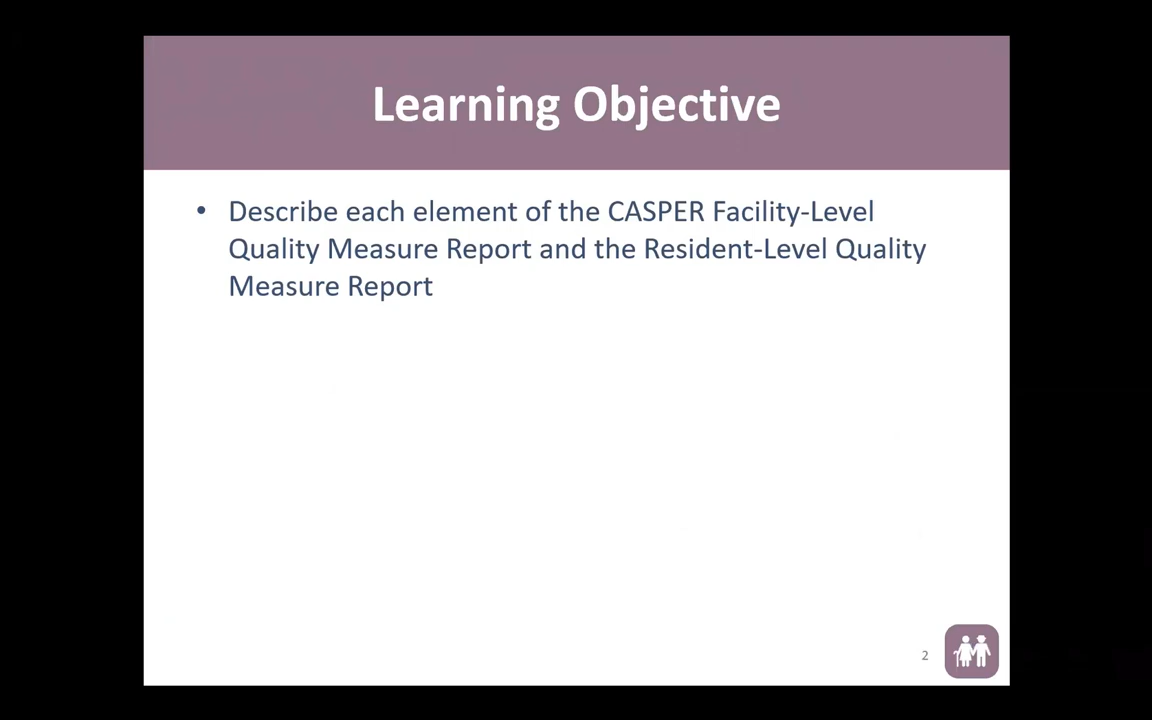 Learning Objective
• Describe each element of the CASPER Facility-Level
Quality Measure Report and the Resident-Level Quality
Measure Report
2